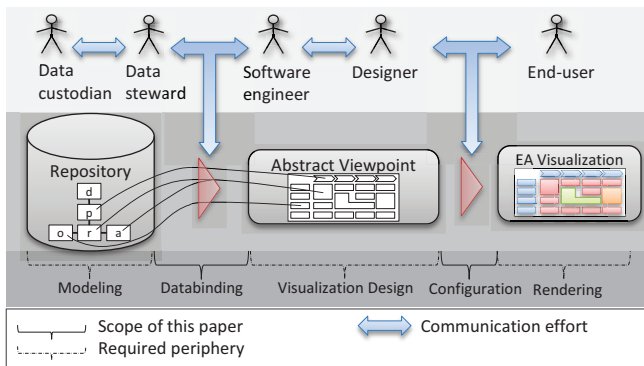 Data custodian
Data steward
Software engineer
Designer
End-user
Repository
d
p
o r a
Abstract Viewpoint
EA Visualization
Modeling
Databinding
Visualization Design
Configuration
Rendering
Scope of this paper
Required periphery
Communication effort